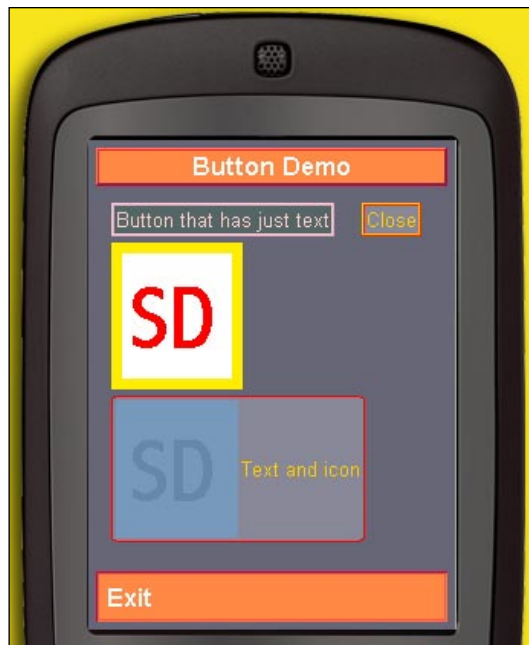 Button Demo
Button that has just text Close
SD
SD Text and icon
Exit